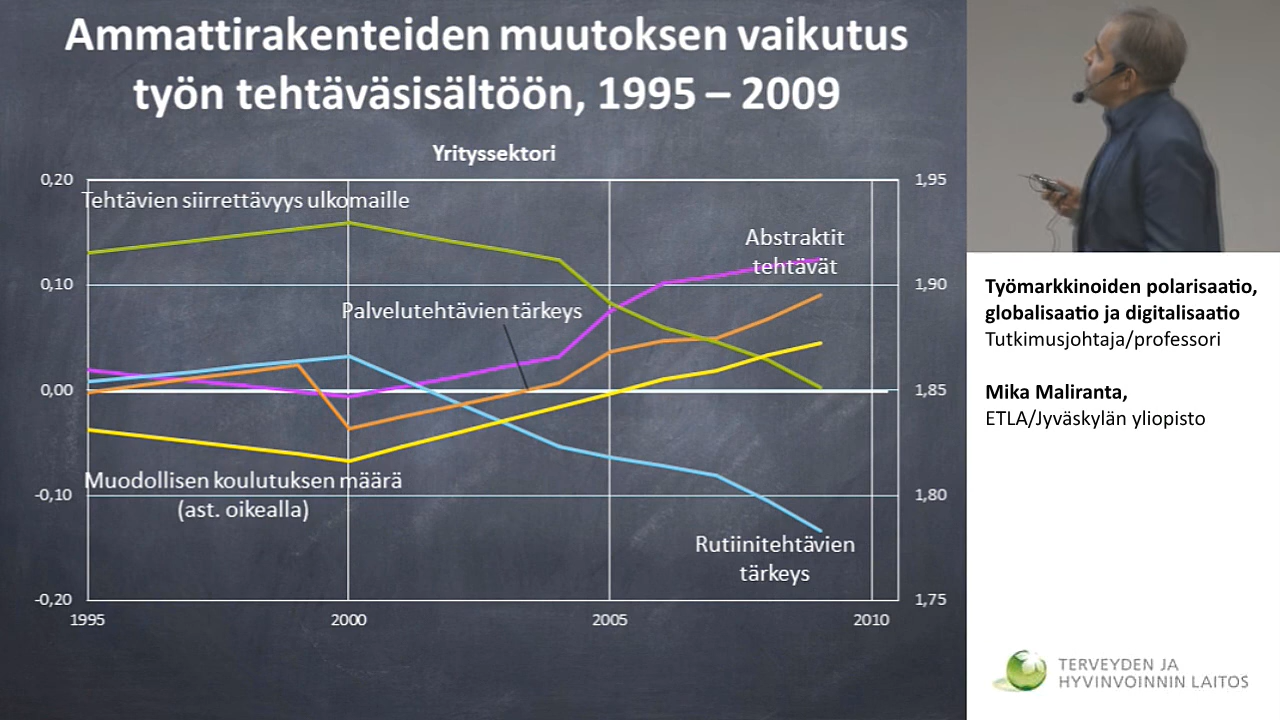 Ammattirakenteiden muutoksen vaikutus
työn tehtäväsisältöön, 1995 – 2009
Yrityssektori
0,20
1,95
Tehtävien siirrettävyys ulkomaille
Abstraktit
tehtävät
0,10
1,90
Palvelutehtävien tärkeys
0,00
1,85
Muodollisen koulutuksen määrä
(ast. oikealla)
-0,10
1,80
Rutiinitehtävien
tärkeys
-0,20
1,75
1995
2000
2005
2010
Työmarkkinoiden polarisaatio,
globalisaatio ja digitalisaatio
Tutkimusjohtaja/professori
Mika Maliranta,
ETLA/Jyväskylän yliopisto
TERVEYDEN JA
HYVINVOINNIN LAITOS